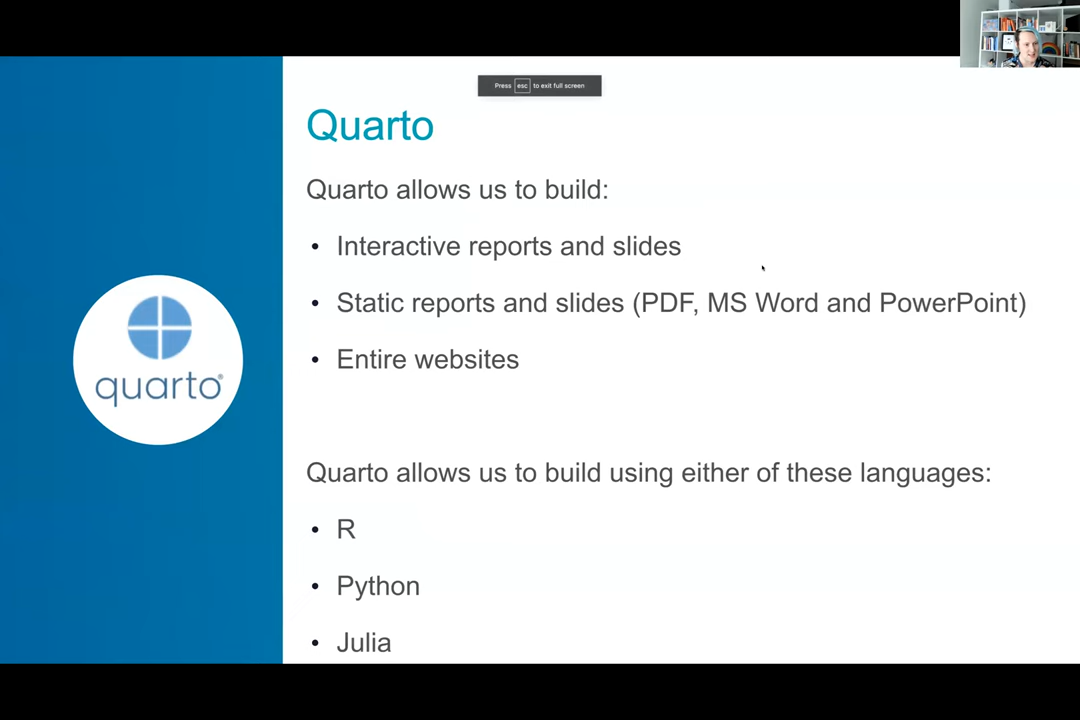 Press esc to exit full screen
Quarto
Quarto allows us to build:
• Interactive reports and slides
• Static reports and slides (PDF, MS Word and PowerPoint)
• Entire websites
quarto®
Quarto allows us to build using either of these languages:
• R
• Python
• Julia